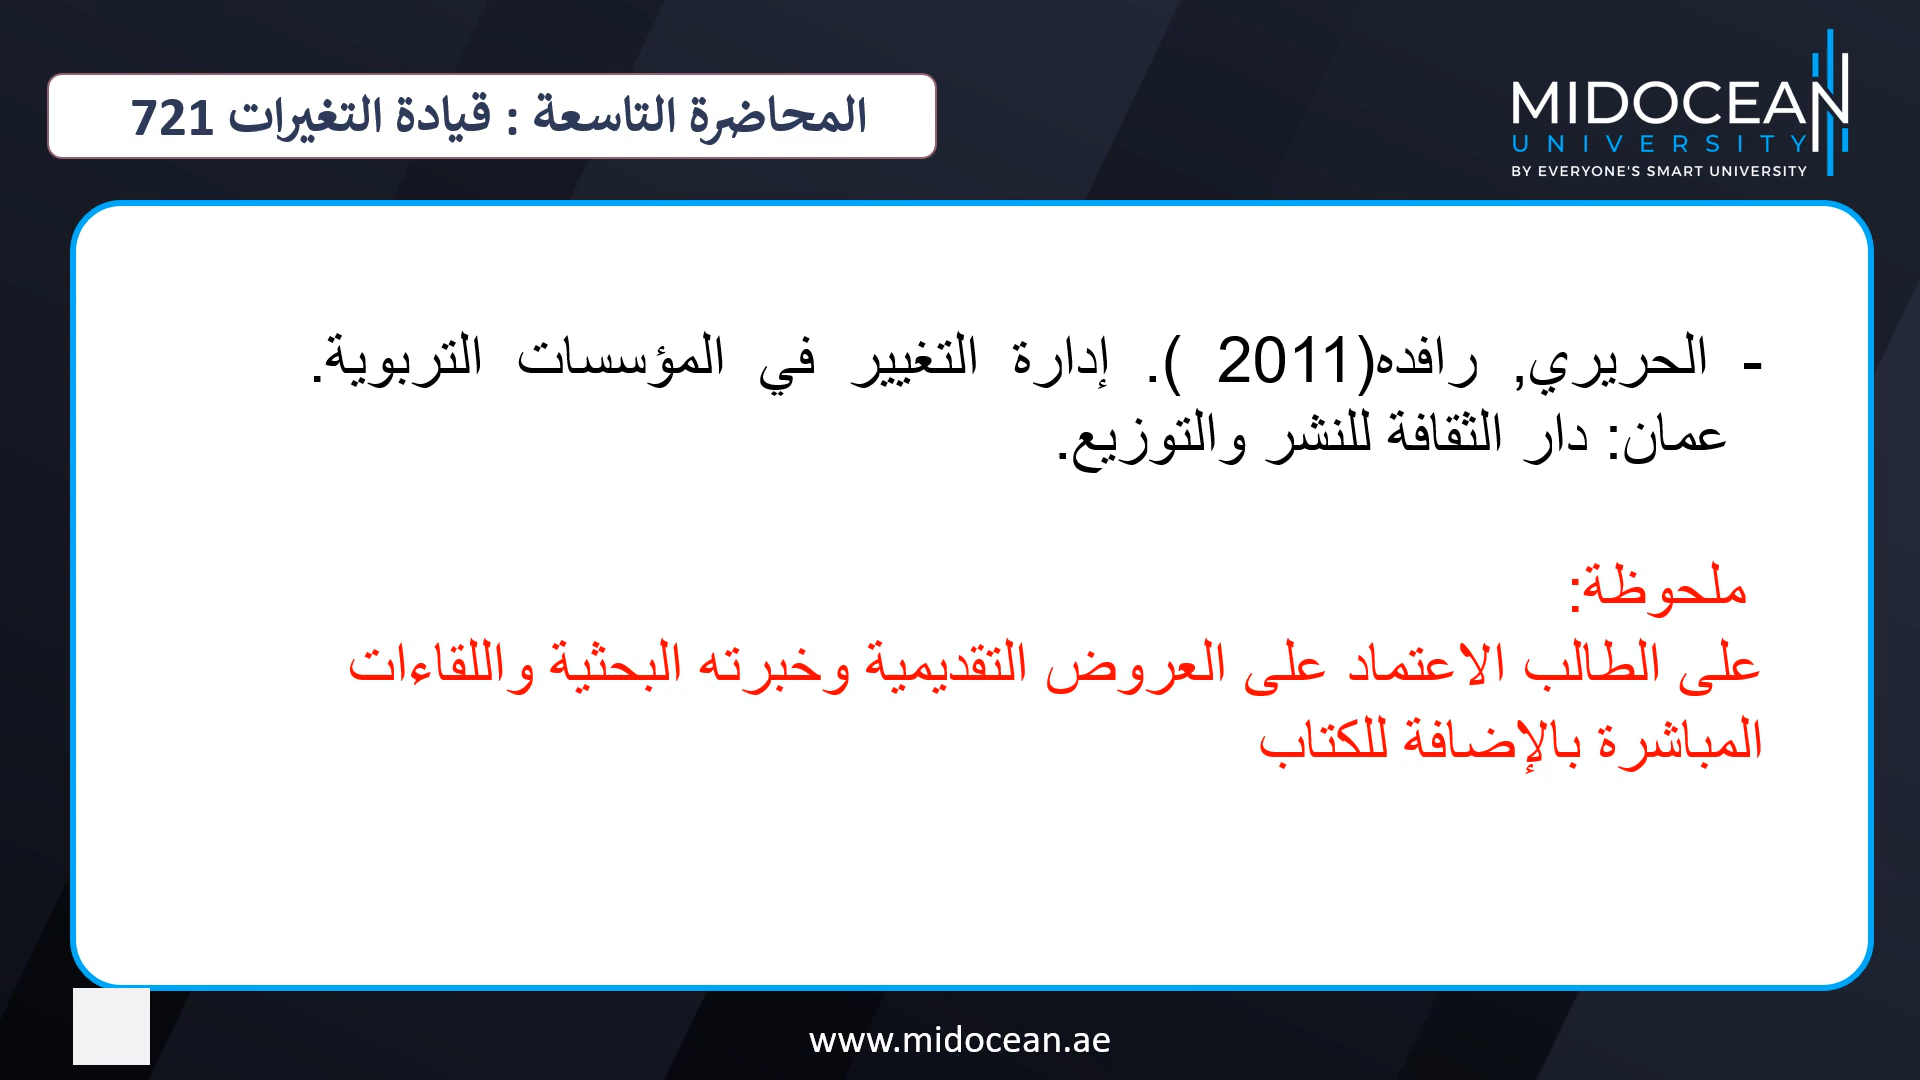 المحاضرة التاسعة : قيادة التغيرات 721
MIDOCEAN
UNIVERSITY
BY EVERYONE'S SMART UNIVERSITY
- الحريري, رافده(2011 ). إدارة التغيير في المؤسسات التربوية.
عمان: دار الثقافة للنشر والتوزيع.
ملحوظة:
على الطالب الاعتماد على العروض التقديمية وخبرته البحثية واللقاءات
المباشرة بالإضافة للكتاب
www.midocean.ae